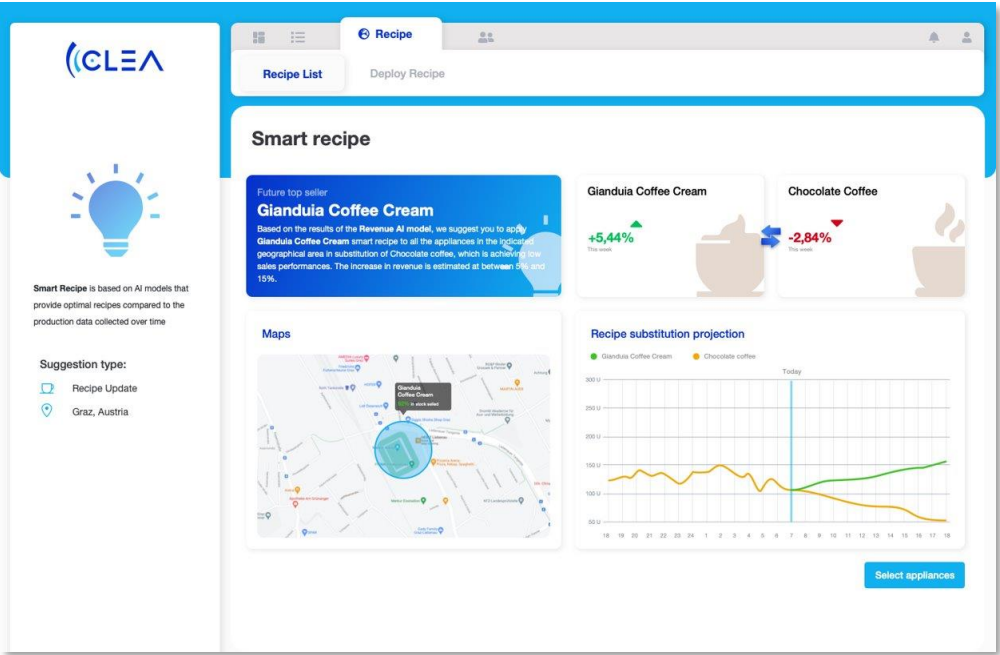 CLEA
Smart Recipe is based on AI models that
provide optimal recipes compared to the
production data collected over time
Suggestion type:
Recipe Update
Graz, Austria
Recipe
Recipe List
Deploy Recipe
Smart recipe
Future top seller
Gianduia Coffee Cream
Based on the results of the Revenue AI model, we suggest you to apply
Gianduia Coffee Cream smart recipe to all the appliances in the indicated
geographical area in substitution of Chocolate coffee, which is achieving low
sales performances. The increase in revenue is estimated at between 5% and
15%.
Gianduia Coffee Cream
+5,44%
This week
Chocolate Coffee
-2,84%
This week
Maps
Gianduia
Coffee Cream
in stock
Recipe substitution projection
Gianduia Coffee Cream
Chocolate coffee
Today
300 U
250 U
200 U
150 U
100 U
50 U
18 19 20 21 22 23 24 1 2 3 4 5 6 7 8 9 10 11 12 13 14 15 16 17 18
Select appliances